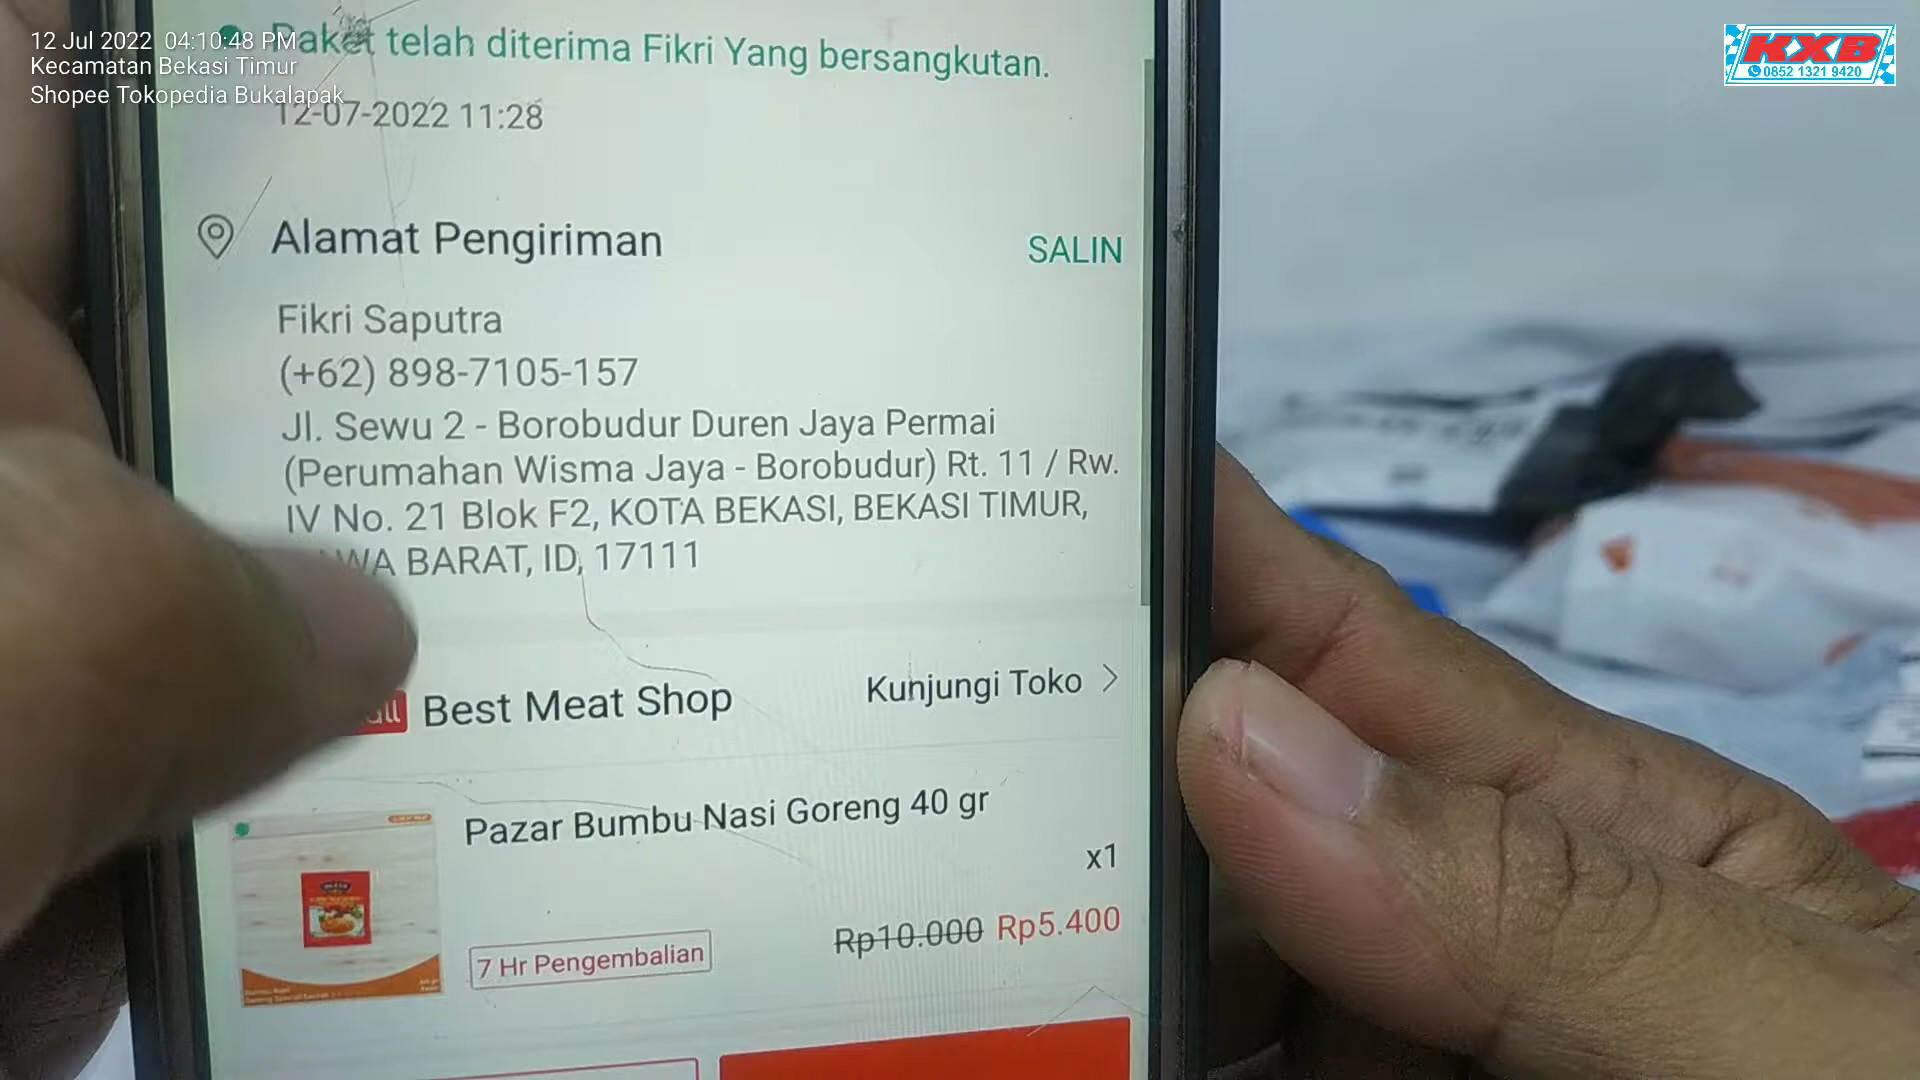 12 Jul 2022 04:10:48 PM
Kecamatan Bekasi Timur
Shopee Tokopedia Bukalapak
KXB
0852 1321 9420
Paket telah diterima Fikri Yang bersangkutan.
12-07-2022 11:28
Alamat Pengiriman
SALIN
Fikri Saputra
(+62) 898-7105-157
Jl. Sewu 2 - Borobudur Duren Jaya Permai
(Perumahan Wisma Jaya - Borobudur) Rt. 11 / Rw.
IV No. 21 Blok F2, KOTA BEKASI, BEKASI TIMUR,
WA BARAT, ID, 17111
all Best Meat Shop
Kunjungi Toko >
Pazar Bumbu Nasi Goreng 40 gr
x1
Rp10.000 Rp5.400
7 Hr Pengembalian